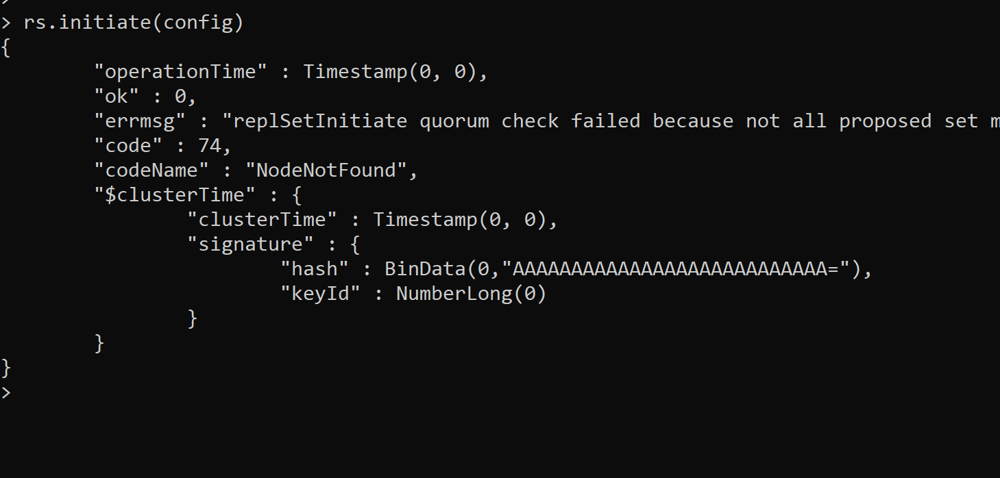 >
> rs.initiate(config)
{
        "operationTime" : Timestamp(0, 0),
        "ok" : 0,
        "errmsg" : "replSetInitiate quorum check failed because not all proposed set
        "code" : 74,
        "codeName" : "NodeNotFound",
        "$clusterTime" : {
                "clusterTime" : Timestamp(0, 0),
                "signature" : {
                        "hash" : BinData(0,"AAAAAAAAAAAAAAAAAAAAAAAAAAA="),
                        "keyId" : NumberLong(0)
                }
        }
}
>